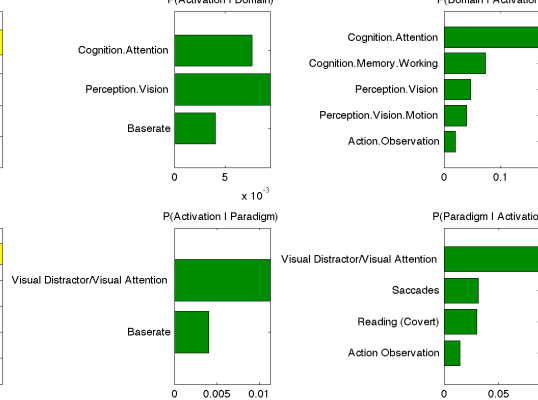 P(Activation I Domain)
P(Domain I Activation
Cognition.Attention
Perception.Vision
Baserate
0 5
x 10⁻³
Cognition.Attention
Cognition.Memory.Working
Perception.Vision
Perception.Vision.Motion
Action.Observation
0 0.1
P(Activation I Paradigm)
P(Paradigm I Activatio
Visual Distractor/Visual Attention
Baserate
0 0.005 0.01
Visual Distractor/Visual Attention
Saccades
Reading (Covert)
Action Observation
0 0.05